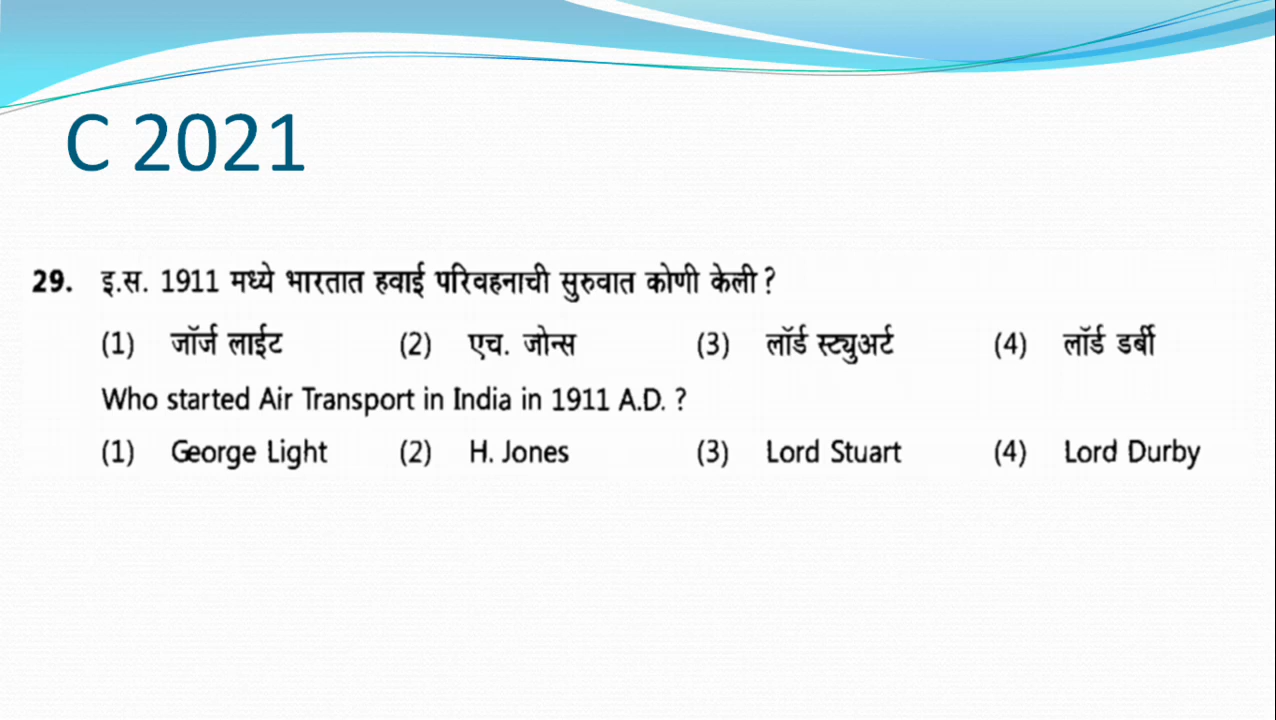 C 2021
29. इ.स. 1911 मध्ये भारतात हवाई परिवहनाची सुरुवात कोणी केली ?
(1) जॉर्ज लाईट (2) एच. जोन्स (3) लॉर्ड स्ट्युअर्ट (4) लॉर्ड डर्बी
Who started Air Transport in India in 1911 A.D. ?
(1) George Light (2) H. Jones (3) Lord Stuart (4) Lord Durby